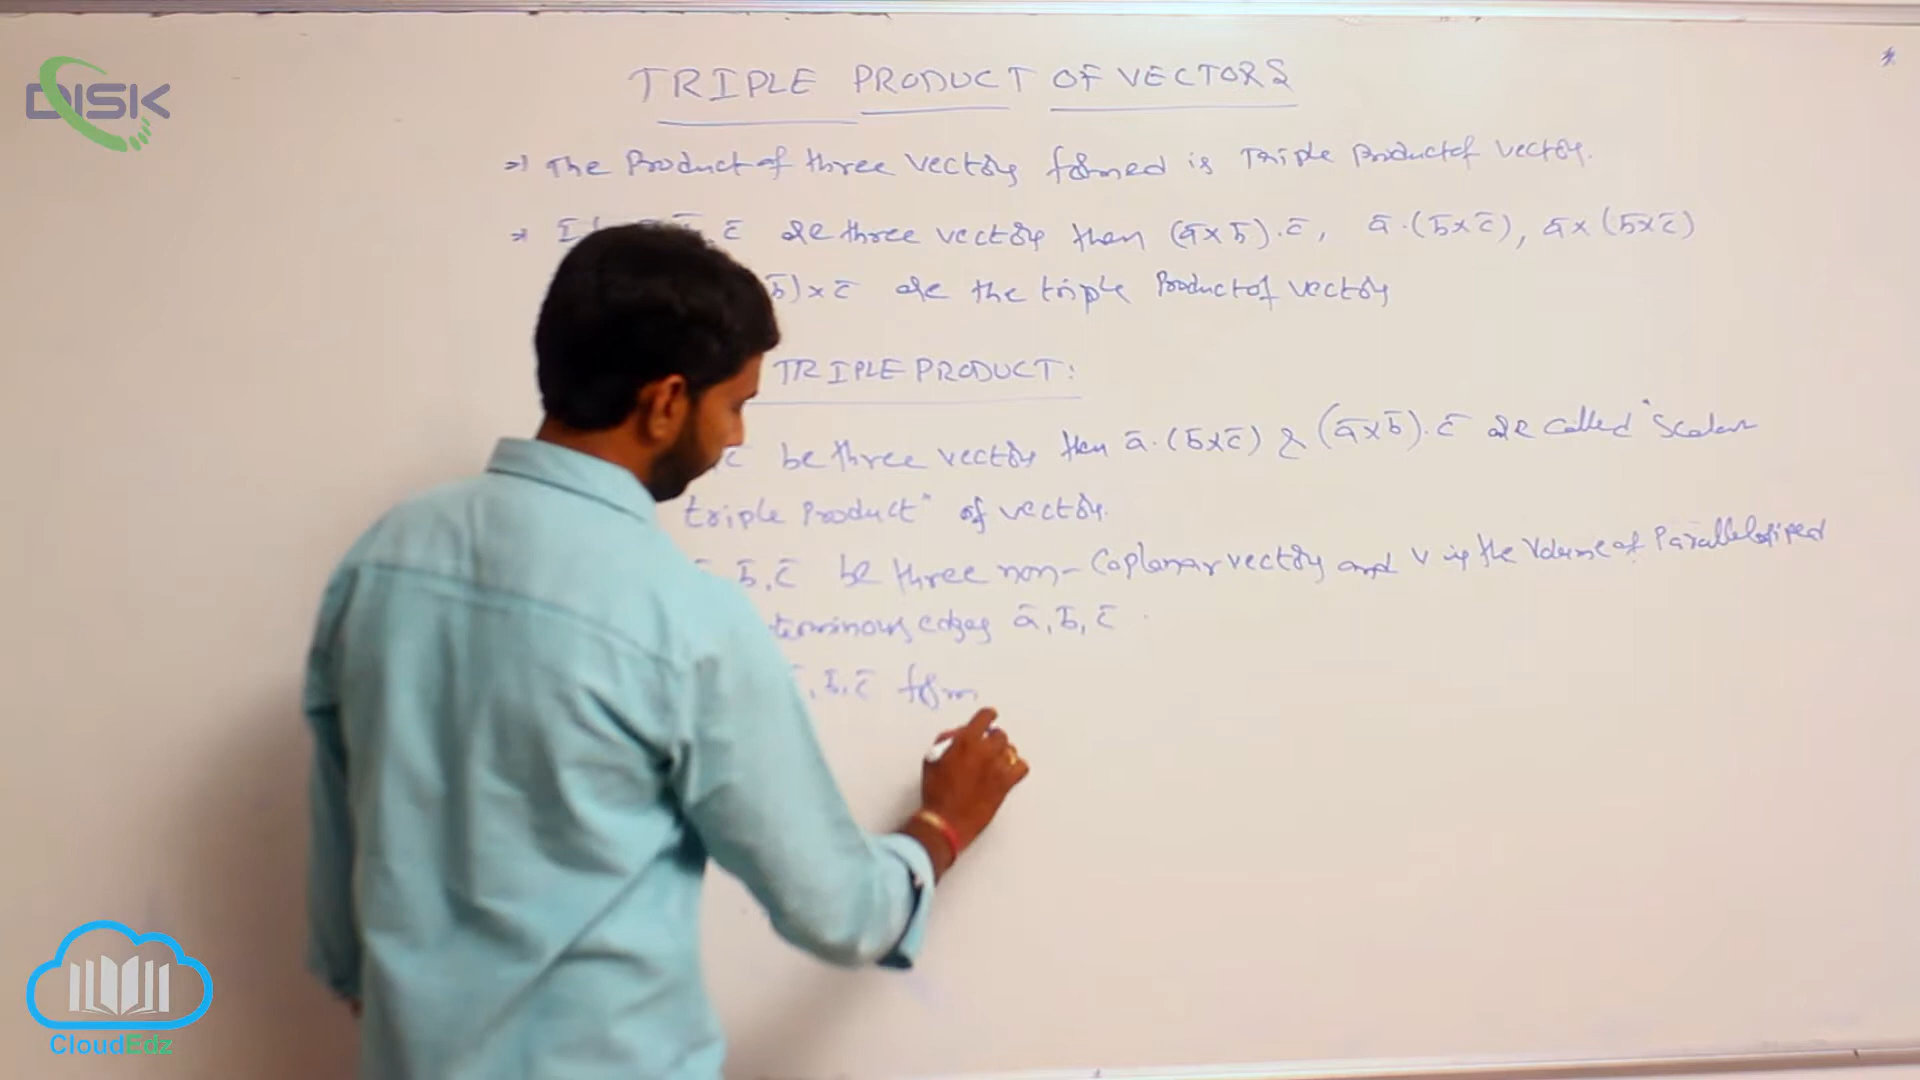 DISK
TRIPLE PRODUCT OF VECTORS
=> The Product of three vectors formed is Triple Product of vectors.
c̄ are three vectors then (ā×b̄).c̄, ā.(b̄×c̄), ā×(b̄×c̄)
b̄)×c̄ are the triple Product of vectors
TRIPLE PRODUCT:
c̄ be three vectors then ā.(b̄×c̄) & (ā×b̄).c̄ are called "Scalar
triple Product" of vectors.
b̄,c̄ be three non-Coplanar vectors and V is the Volume of Parallelopiped
terminous edges ā,b̄,c̄
b̄,c̄ form
CloudEdz